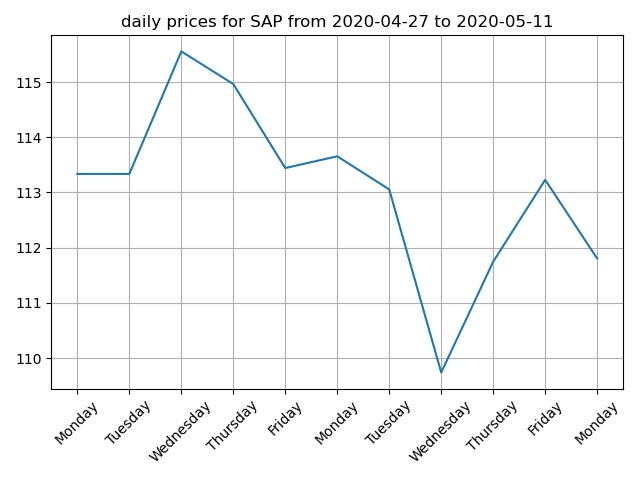 daily prices for SAP from 2020-04-27 to 2020-05-11
115
114
113
112
111
110
Monday
Tuesday
Wednesday
Thursday
Friday
Monday
Tuesday
Wednesday
Thursday
Friday
Monday